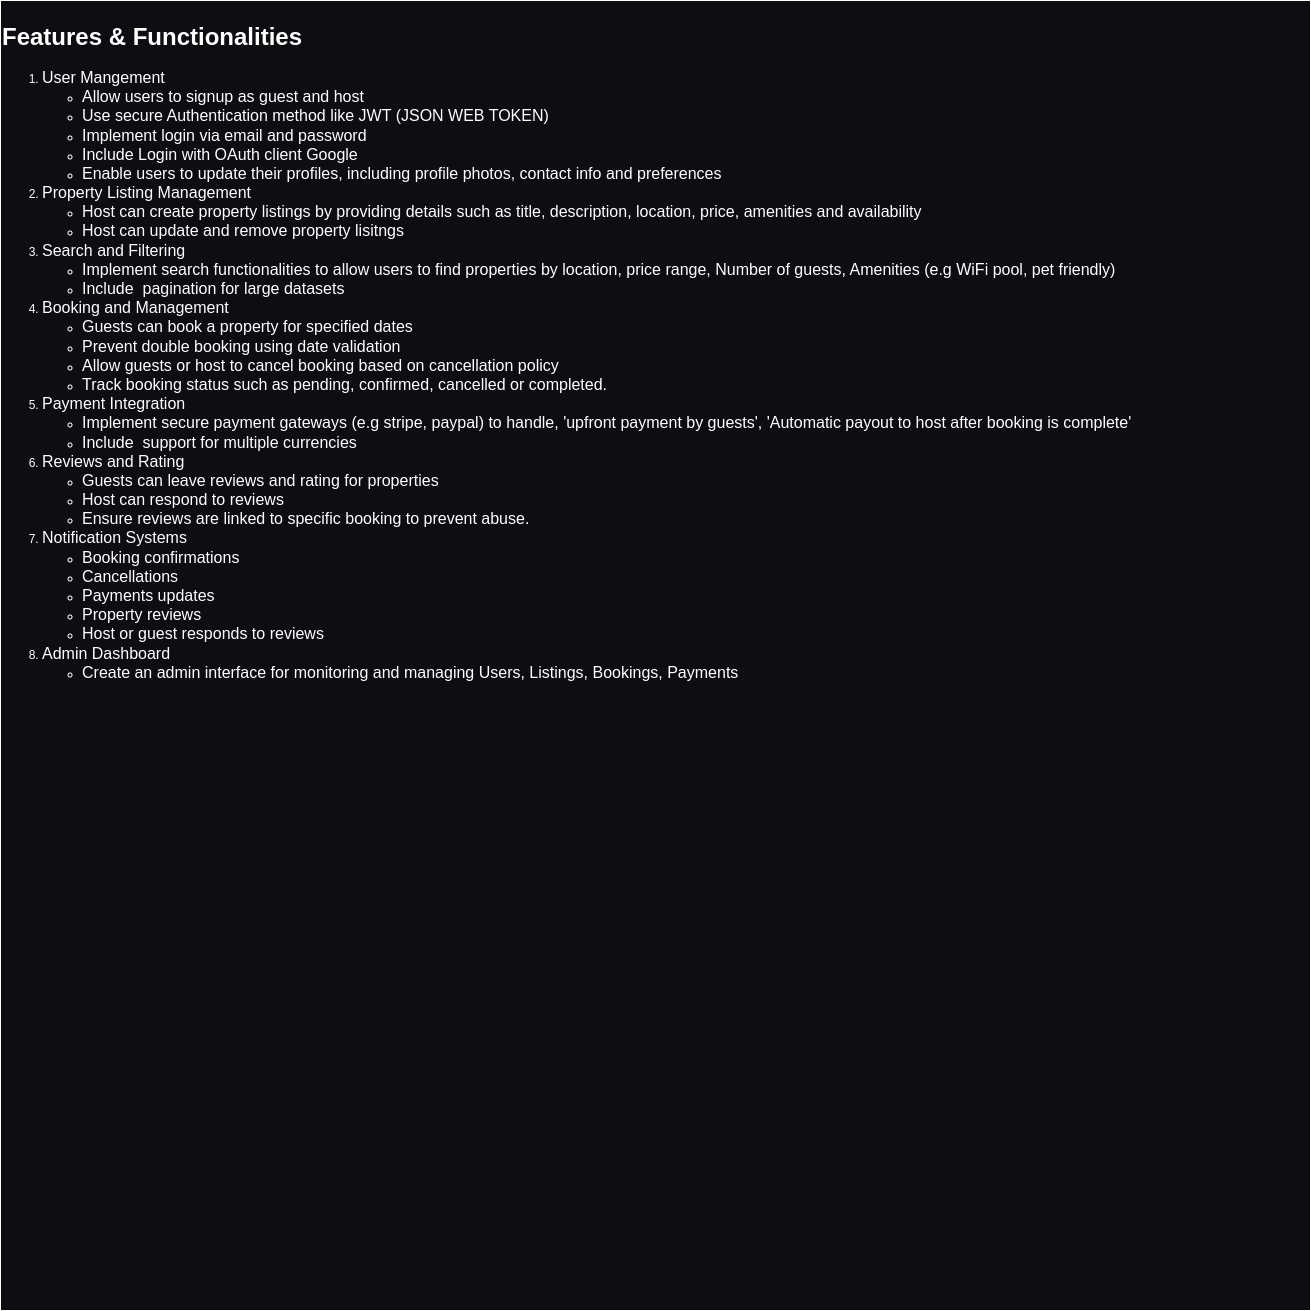 Features & Functionalities
1. User Mangement
Allow users to signup as guest and host
Use secure Authentication method like JWT (JSON WEB TOKEN)
Implement login via email and password
Include Login with OAuth client Google
Enable users to update their profiles, including profile photos, contact info and preferences
2. Property Listing Management
Host can create property listings by providing details such as title, description, location, price, amenities and availability
Host can update and remove property lisitngs
3. Search and Filtering
Implement search functionalities to allow users to find properties by location, price range, Number of guests, Amenities (e.g WiFi pool, pet friendly)
Include  pagination for large datasets
4. Booking and Management
Guests can book a property for specified dates
Prevent double booking using date validation
Allow guests or host to cancel booking based on cancellation policy
Track booking status such as pending, confirmed, cancelled or completed.
5. Payment Integration
Implement secure payment gateways (e.g stripe, paypal) to handle, 'upfront payment by guests', 'Automatic payout to host after booking is complete'
Include  support for multiple currencies
6. Reviews and Rating
Guests can leave reviews and rating for properties
Host can respond to reviews
Ensure reviews are linked to specific booking to prevent abuse.
7. Notification Systems
Booking confirmations
Cancellations
Payments updates
Property reviews
Host or guest responds to reviews
8. Admin Dashboard
Create an admin interface for monitoring and managing Users, Listings, Bookings, Payments